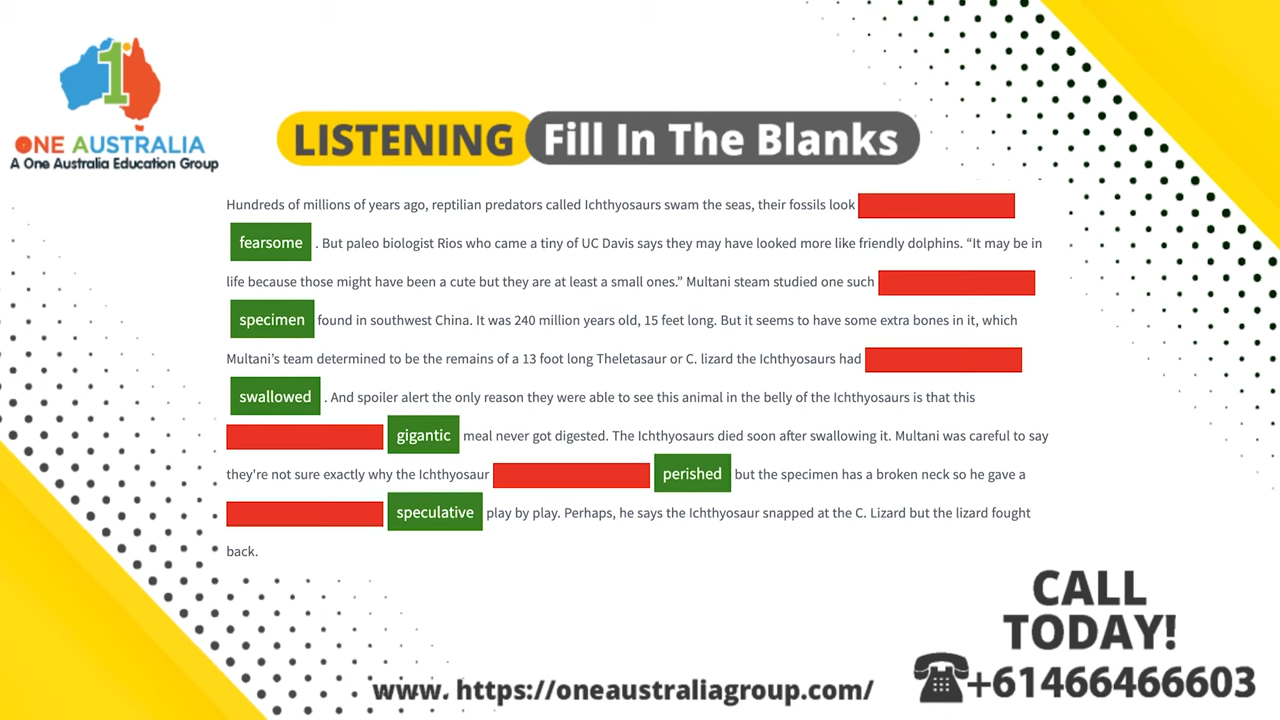 1
ONE AUSTRALIA
A One Australia Education Group
LISTENING Fill In The Blanks
Hundreds of millions of years ago, reptilian predators called Ichthyosaurs swam the seas, their fossils look
fearsome . But paleo biologist Rios who came a tiny of UC Davis says they may have looked more like friendly dolphins. “It may be in
life because those might have been a cute but they are at least a small ones.” Multani steam studied one such
specimen found in southwest China. It was 240 million years old, 15 feet long. But it seems to have some extra bones in it, which
Multani’s team determined to be the remains of a 13 foot long Theletasaur or C. lizard the Ichthyosaurs had
swallowed . And spoiler alert the only reason they were able to see this animal in the belly of the Ichthyosaurs is that this
gigantic meal never got digested. The Ichthyosaurs died soon after swallowing it. Multani was careful to say
they're not sure exactly why the Ichthyosaur perished but the specimen has a broken neck so he gave a
speculative play by play. Perhaps, he says the Ichthyosaur snapped at the C. Lizard but the lizard fought
back.
CALL
TODAY!
+61466466603
www. https://oneaustraliagroup.com/